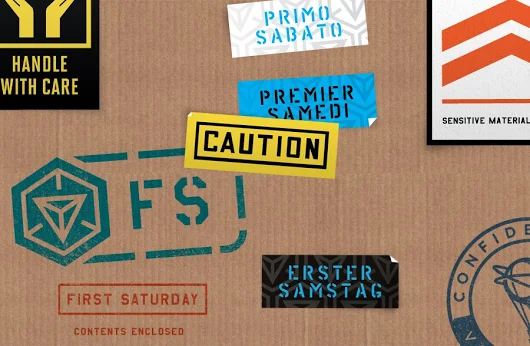 PRIMO
SABATO
HANDLE
WITH CARE
PREMIER
SAMEDI
SENSITIVE MATERIAL
CAUTION
FS
ERSTER
SAMSTAG
FIRST SATURDAY
CONTENTS ENCLOSED
CONFIDE